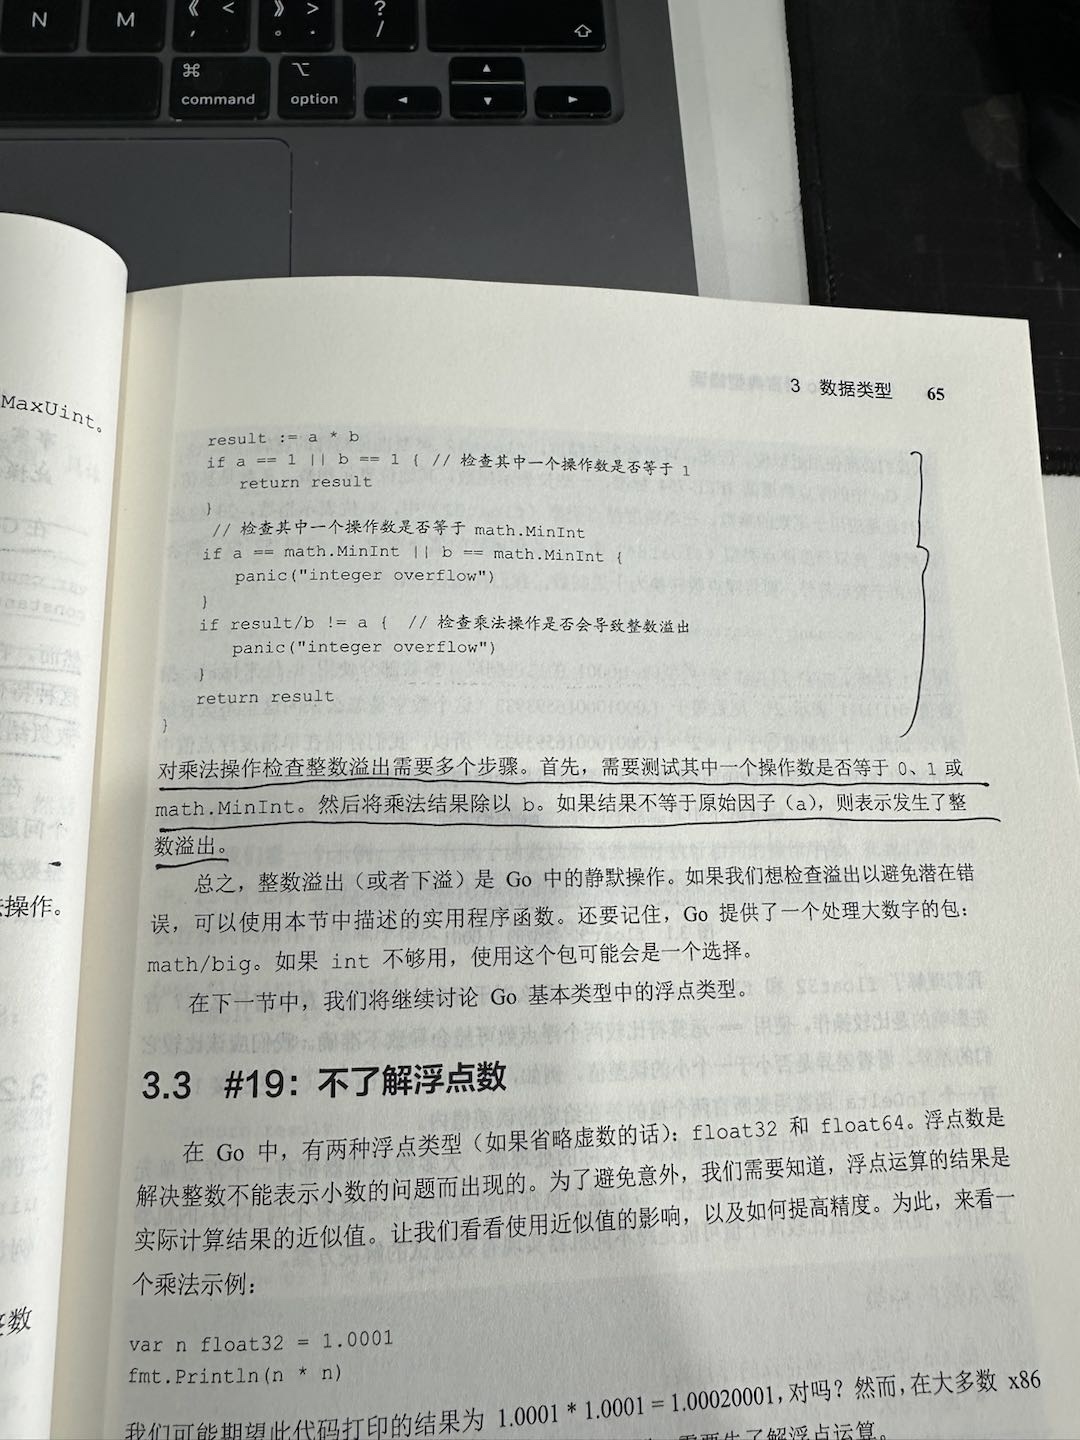 N
M
《 <
, 
》 >
。 .
?
/
⌘
command
⌥
option
MaxUint。
操作。
整数
3 数据类型 65
result := a * b
if a == 1 || b == 1 { // 检查其中一个操作数是否等于 1
return result
}
// 检查其中一个操作数是否等于 math.MinInt
if a == math.MinInt || b == math.MinInt {
panic("integer overflow")
}
if result/b != a { // 检查乘法操作是否会导致整数溢出
panic("integer overflow")
}
return result
}
对乘法操作检查整数溢出需要多个步骤。首先，需要测试其中一个操作数是否等于 0、1 或
math.MinInt。然后将乘法结果除以 b。如果结果不等于原始因子（a），则表示发生了整
数溢出。
总之，整数溢出（或者下溢）是 Go 中的静默操作。如果我们想检查溢出以避免潜在错
误，可以使用本节中描述的实用程序函数。还要记住，Go 提供了一个处理大数字的包：
math/big。如果 int 不够用，使用这个包可能会是一个选择。
在下一节中，我们将继续讨论 Go 基本类型中的浮点类型。
3.3 #19：不了解浮点数
在 Go 中，有两种浮点类型（如果省略虚数的话）：float32 和 float64。浮点数是
解决整数不能表示小数的问题而出现的。为了避免意外，我们需要知道，浮点运算的结果是
实际计算结果的近似值。让我们看看使用近似值的影响，以及如何提高精度。为此，来看一
个乘法示例：
var n float32 = 1.0001
fmt.Println(n * n)
我们可能期望此代码打印的结果为 1.0001 * 1.0001 = 1.00020001，对吗？然而，在大多数 x86
需要先了解浮点运算。